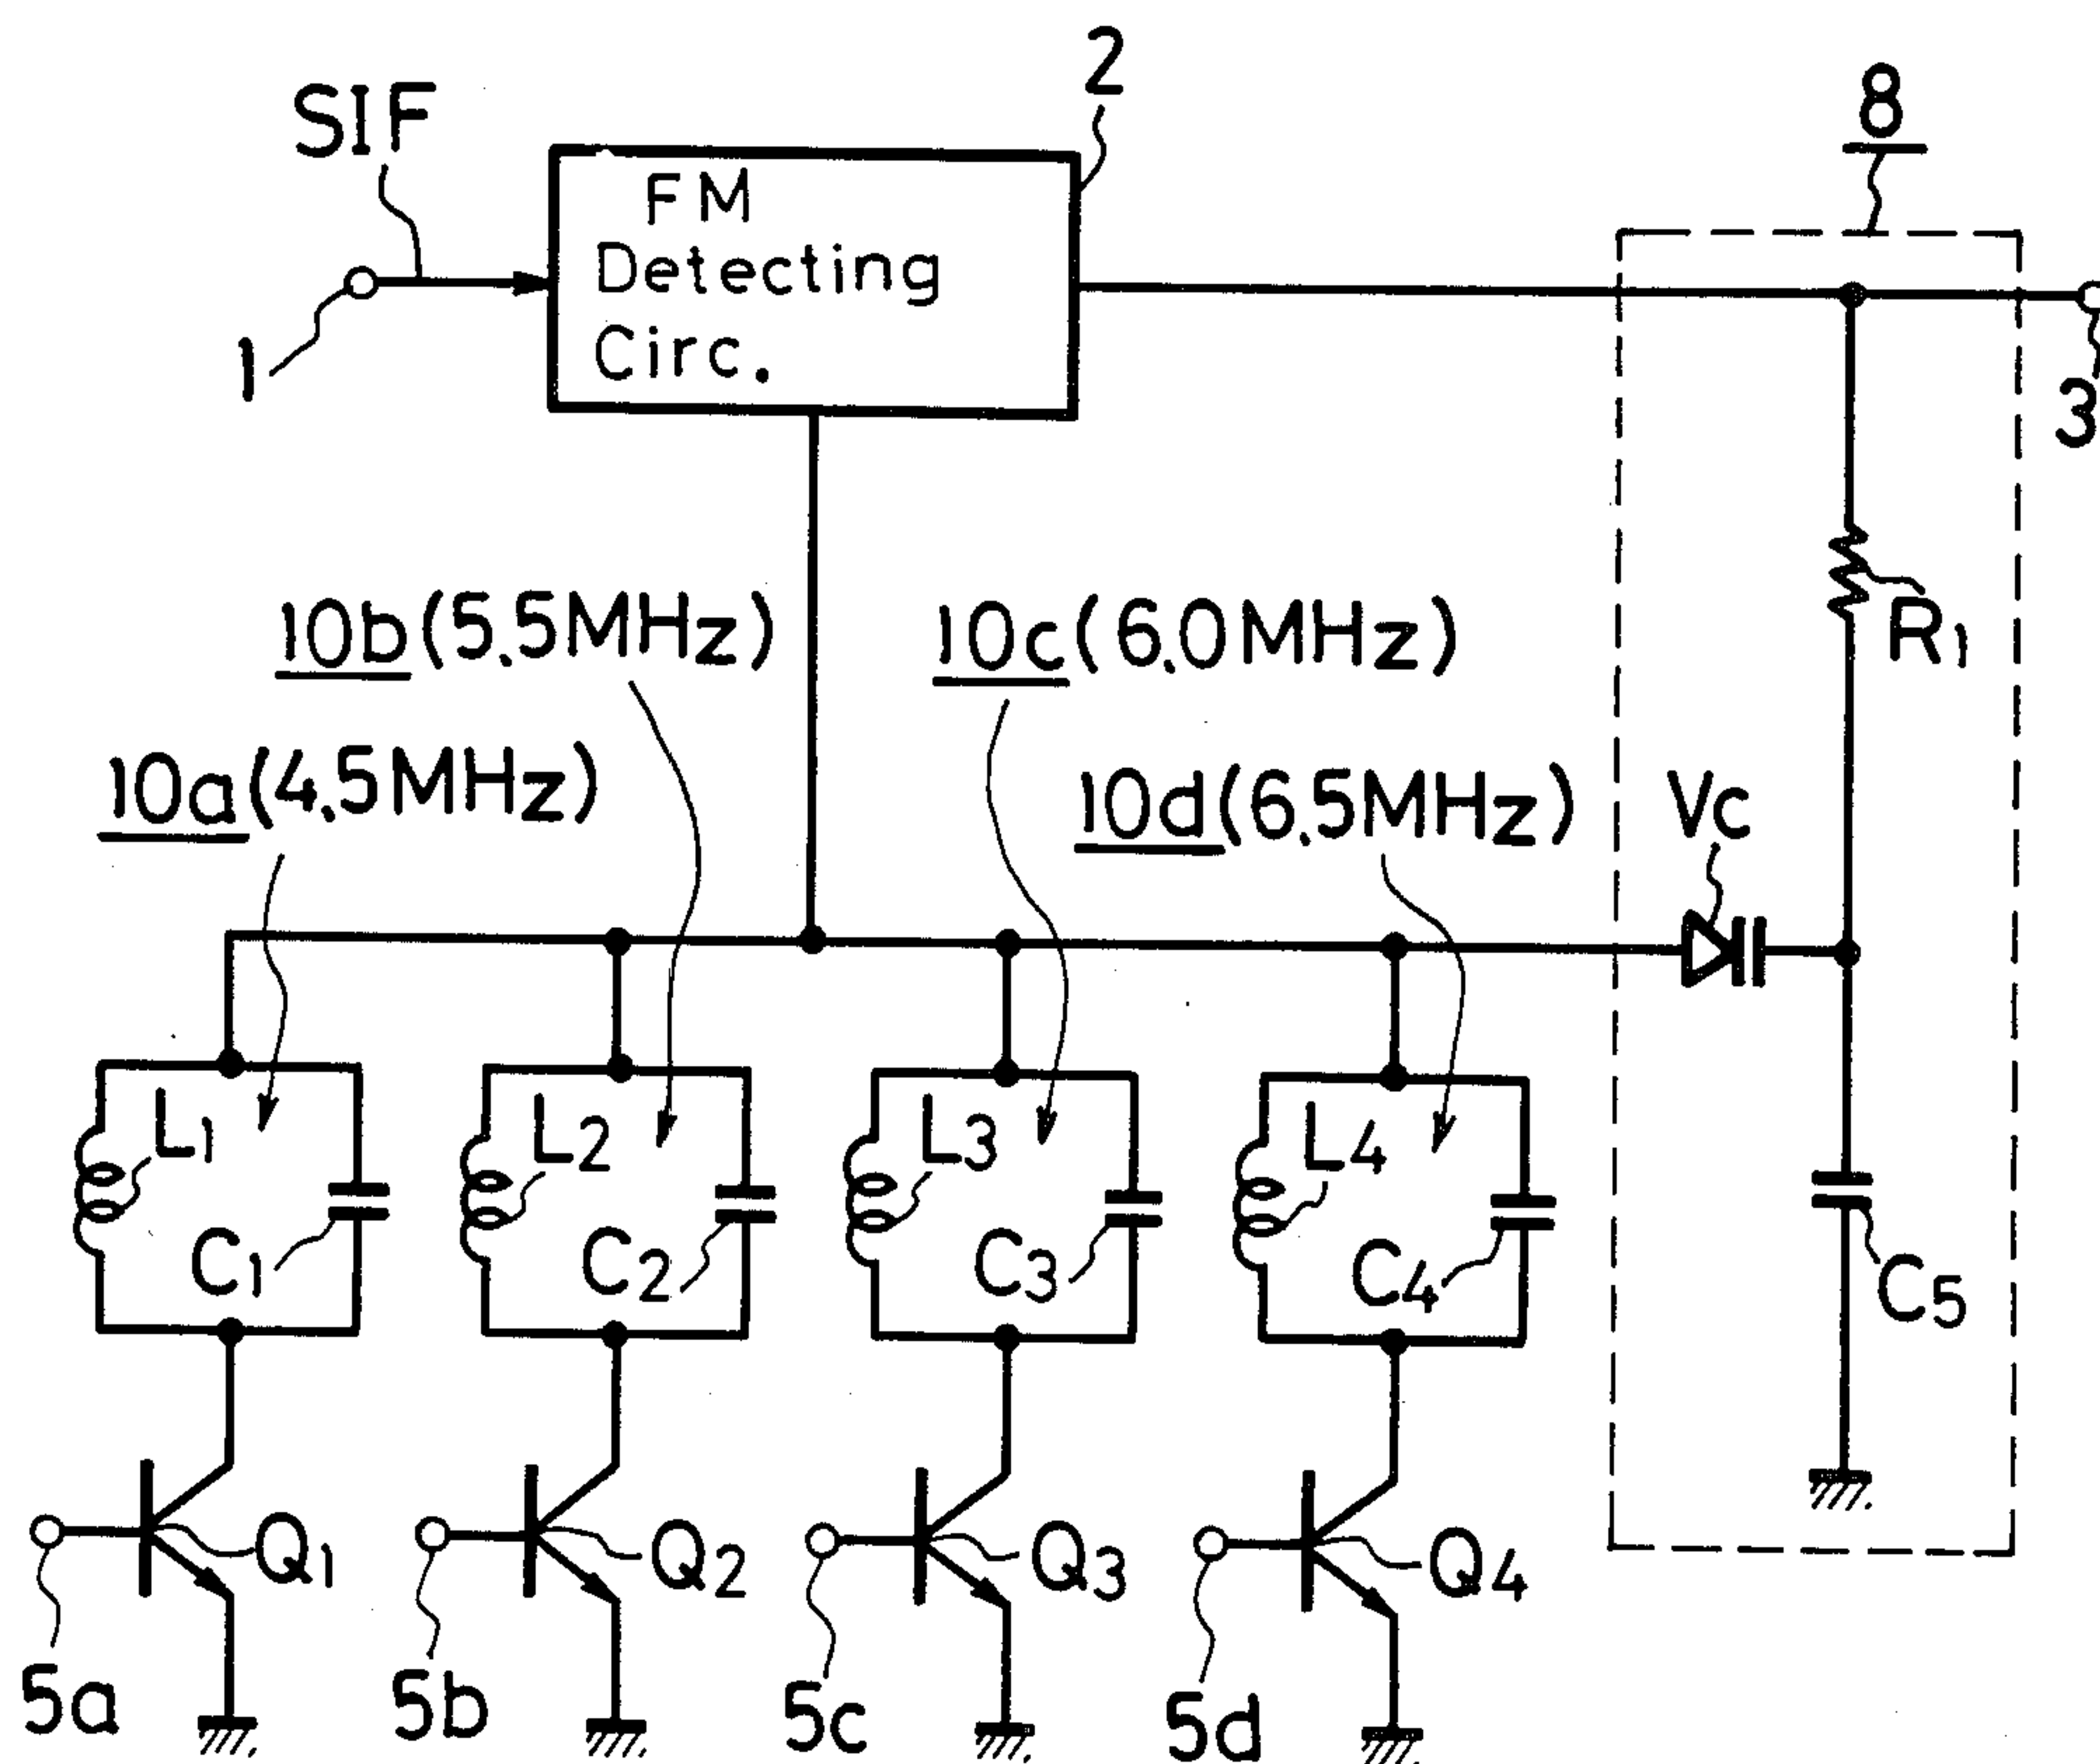 2
8
SIF
FM
Detecting
Circ.
1
3
10b(5.5MHz)
10c(6.0MHz)
R1
10a(4.5MHz)
10d(6.5MHz)
Vc
L1
L2
L3
L4
C1
C2
C3
C4
C5
Q1
Q2
Q3
Q4
5a
5b
5c
5d